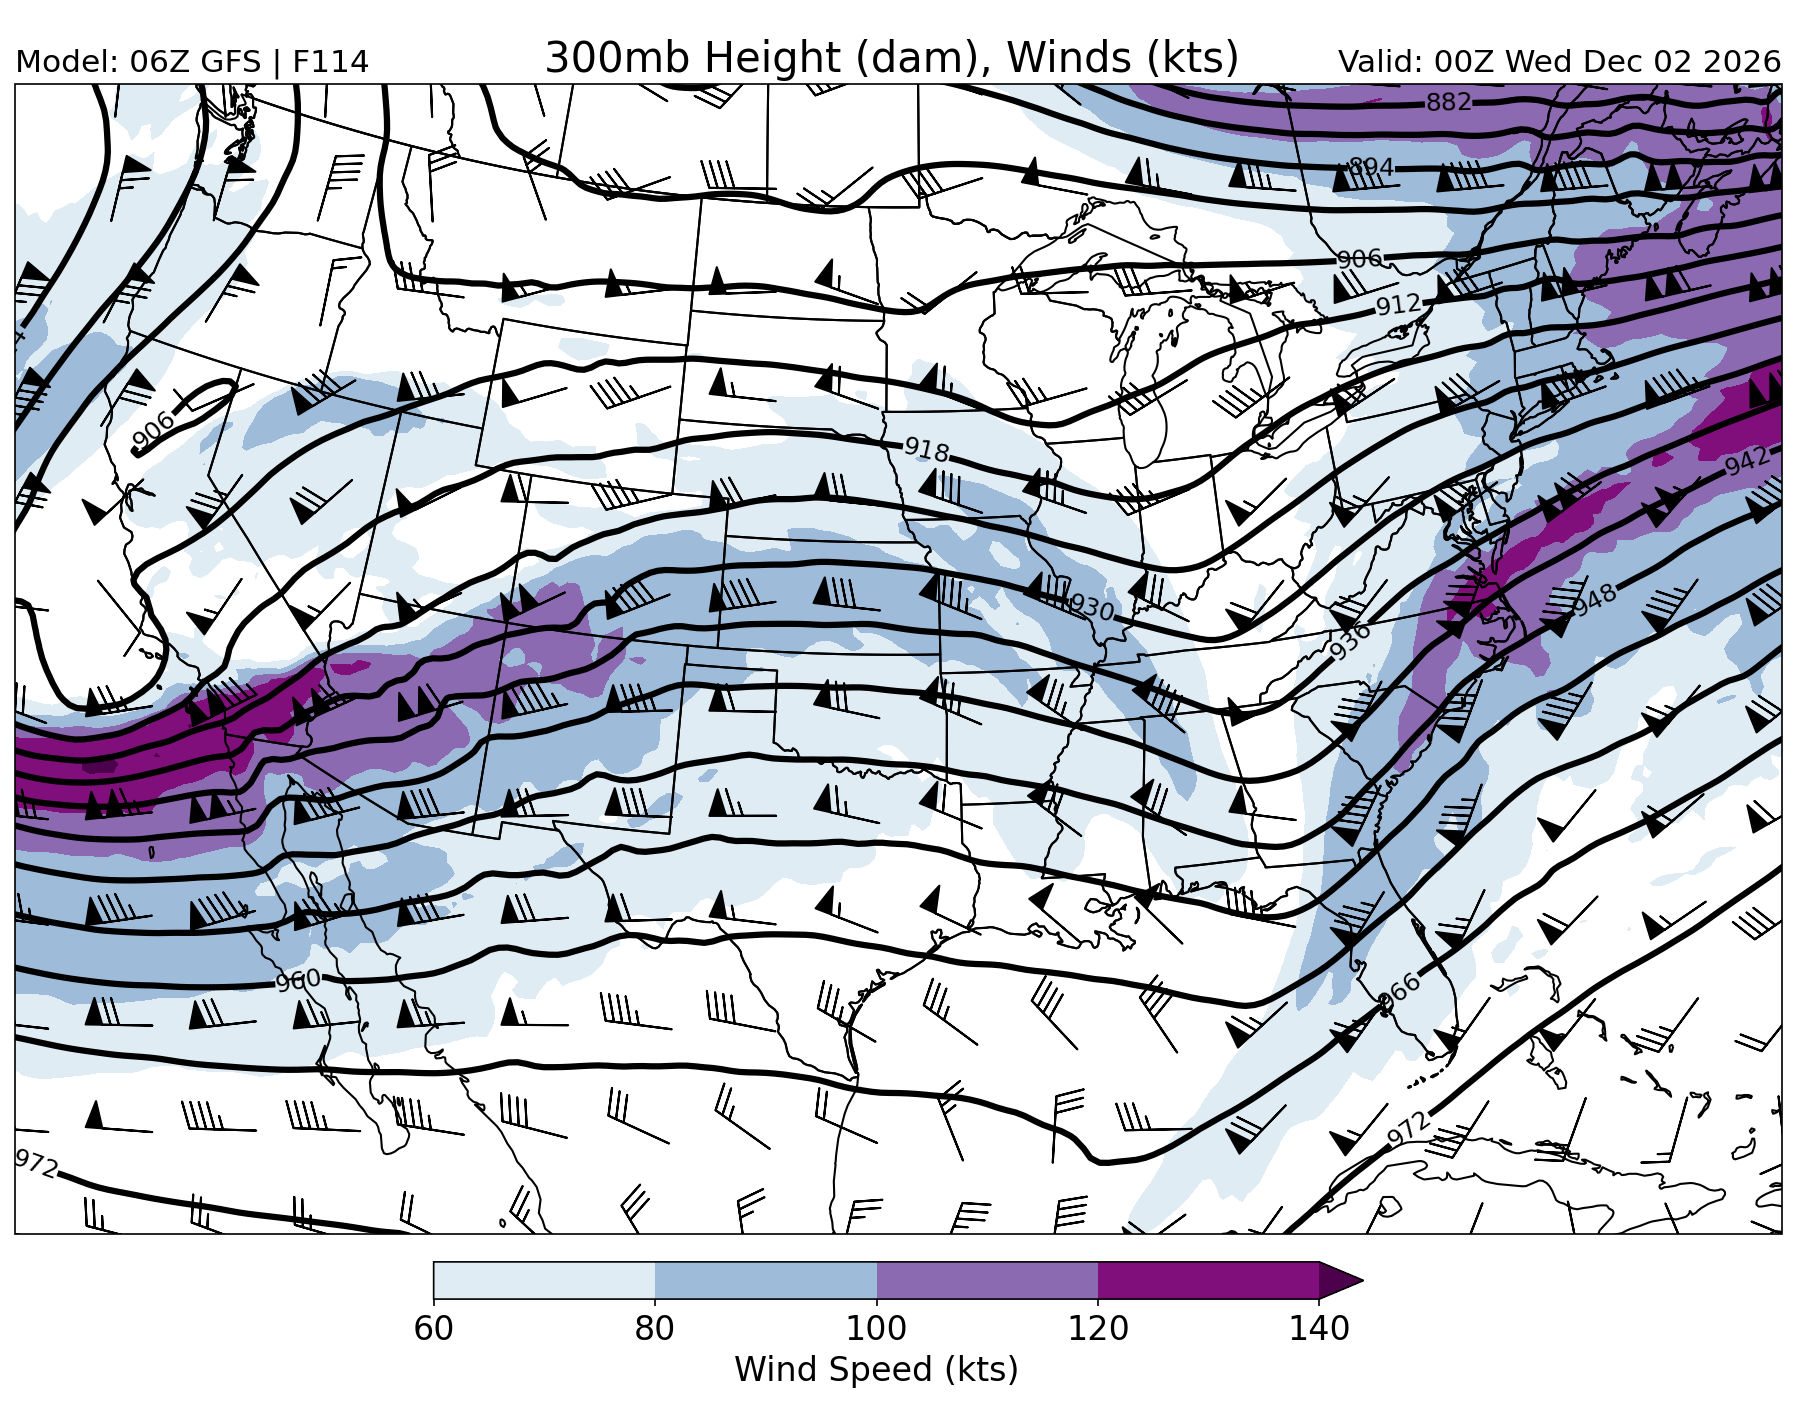 Model: 06Z GFS | F114
300mb Height (dam), Winds (kts)
Valid: 00Z Wed Dec 02 2026
882
894
906
912
906
918
942
930
948
936
960
966
972
972
60 80 100 120 140
Wind Speed (kts)